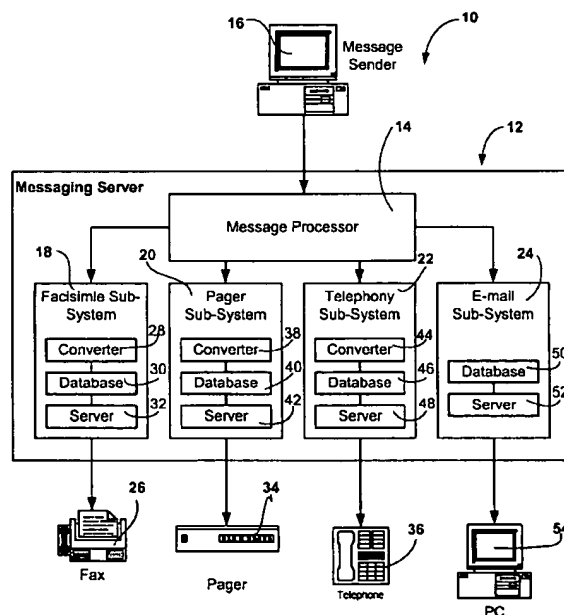 16
Message
Sender
10
14
12
Messaging Server
Message Processor
18
Facisimle Sub-
System
20
Pager
Sub-System
22
Telephony
Sub-System
24
E-mail
Sub-System
Converter
28
Database
30
Server
32
Converter
38
Database
40
Server
42
Converter
44
Database
46
Server
48
Database
50
Server
52
26
Fax
34
Pager
36
Telephone
54
PC